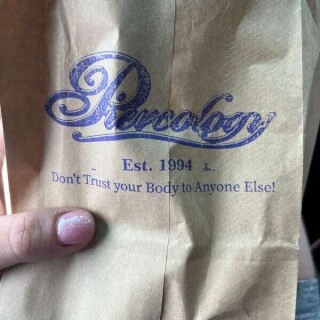 Piercology
Est. 1994
Don't Trust your Body to Anyone Else!